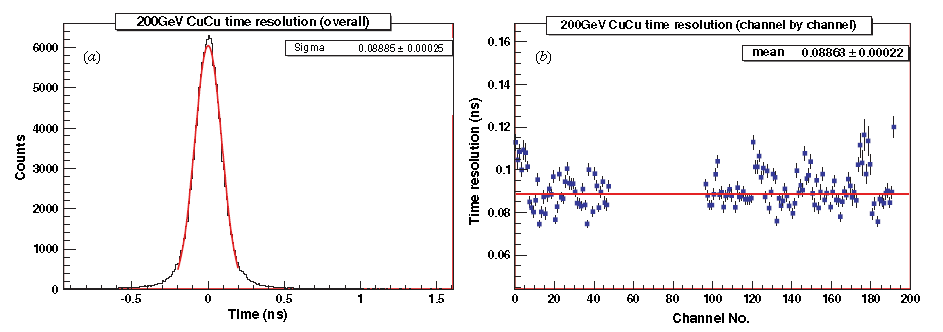 200GeV CuCu time resolution (overall)
(a)
Sigma 0.08885 ± 0.00025
Counts
6000
5000
4000
3000
2000
1000
0
-0.5 0 0.5 1 1.5
Time (ns)
200GeV CuCu time resolution (channel by channel)
(b)
mean 0.08863 ± 0.00022
Time resolution (ns)
0.16
0.14
0.12
0.1
0.08
0.06
0 20 40 60 80 100 120 140 160 180 200
Channel No.